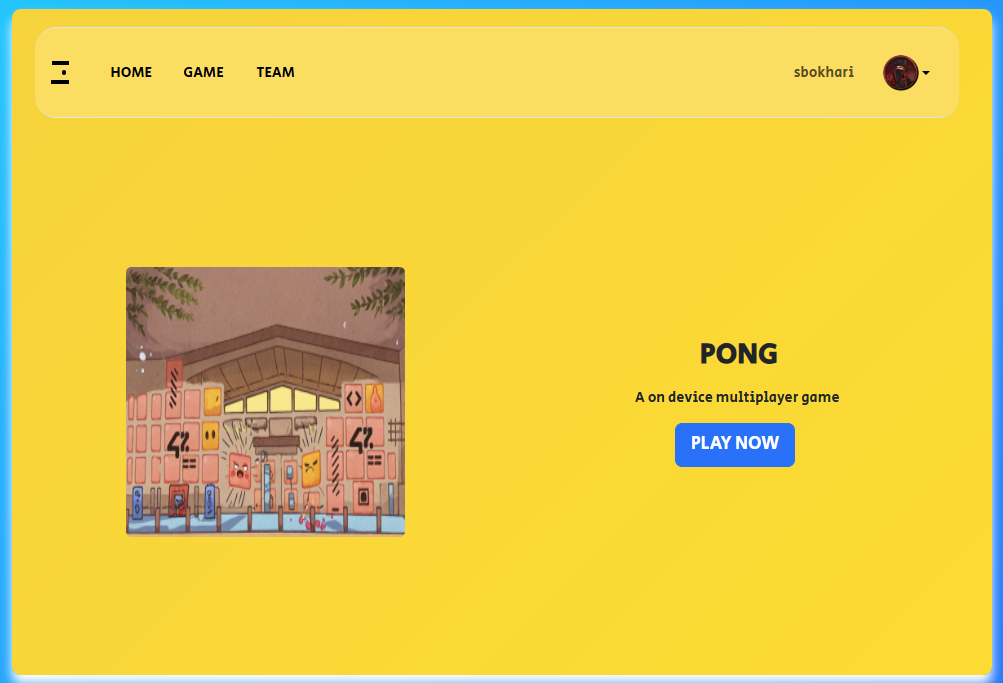 HOME GAME TEAM sbokhari
PONG
A on device multiplayer game
PLAY NOW